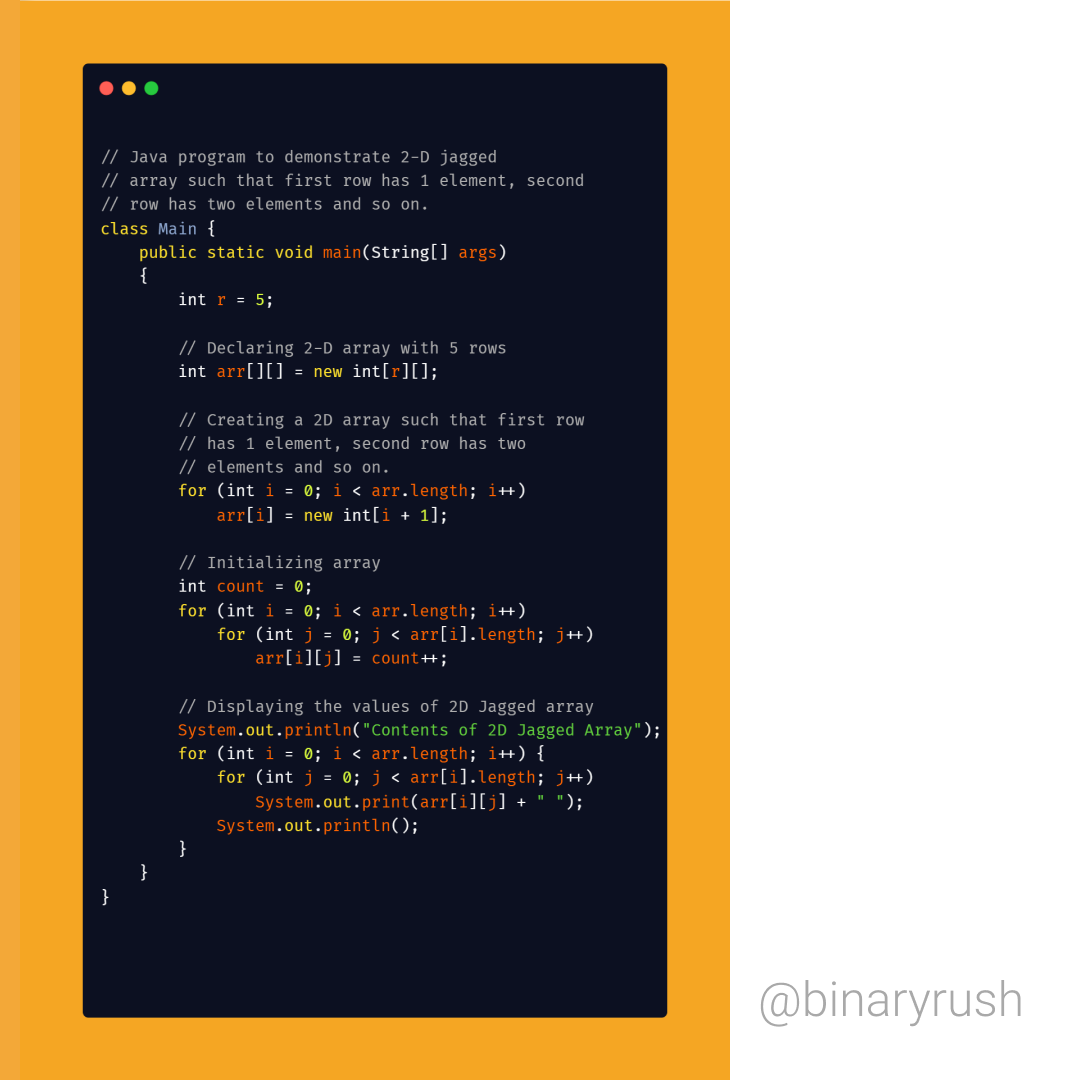 // Java program to demonstrate 2-D jagged
// array such that first row has 1 element, second
// row has two elements and so on.
class Main {
    public static void main(String[] args)
    {
        int r = 5;
        // Declaring 2-D array with 5 rows
        int arr[][] = new int[r][];
        // Creating a 2D array such that first row
        // has 1 element, second row has two
        // elements and so on.
        for (int i = 0; i < arr.length; i++)
            arr[i] = new int[i + 1];
        // Initializing array
        int count = 0;
        for (int i = 0; i < arr.length; i++)
            for (int j = 0; j < arr[i].length; j++)
                arr[i][j] = count++;
        // Displaying the values of 2D Jagged array
        System.out.println("Contents of 2D Jagged Array");
        for (int i = 0; i < arr.length; i++) {
            for (int j = 0; j < arr[i].length; j++)
                System.out.print(arr[i][j] + " ");
            System.out.println();
        }
    }
}
@binaryrush